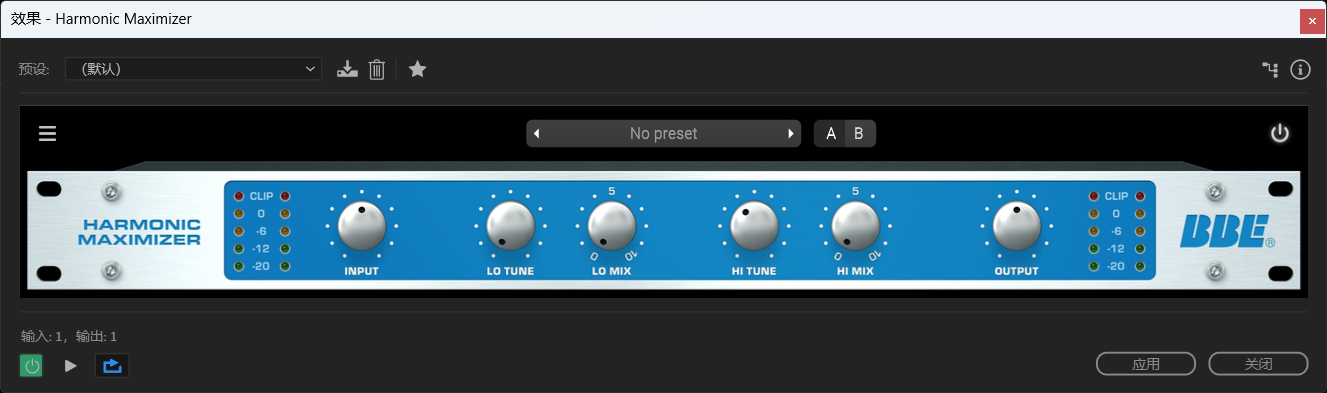 效果 - Harmonic Maximizer
预设: (默认)
No preset
A B
HARMONIC
MAXIMIZER
CLIP
0
-6
-12
-20
INPUT
LO TUNE
5
0 10
LO MIX
HI TUNE
5
0 10
HI MIX
OUTPUT
CLIP
0
-6
-12
-20
BBE®
输入: 1, 输出: 1
应用
关闭